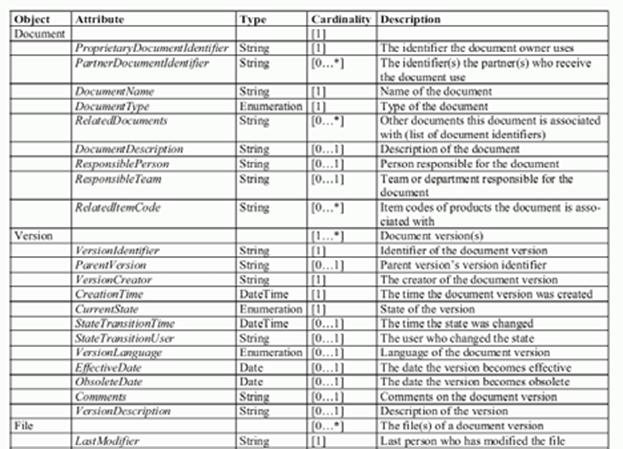 Object Attribute Type Cardinality Description
Document [1]
ProprietaryDocumentIdentifier String [1] The identifier the document owner uses
PartnerDocumentIdentifier String [0…*] The identifier(s) the partner(s) who receive
the document use
DocumentName String [1] Name of the document
DocumentType Enumeration [1] Type of the document
RelatedDocuments String [0…*] Other documents this document is associated
with (list of document identifiers)
DocumentDescription String [0…1] Description of the document
ResponsiblePerson String [0…1] Person responsible for the document
ResponsibleTeam String [0…1] Team or department responsible for the
document
RelatedItemCode String [0…*] Item codes of products the document is asso-
ciated with
Version [1…*] Document version(s)
VersionIdentifier String [1] Identifier of the document version
ParentVersion String [0…1] Parent version's version identifier
VersionCreator String [1] The creator of the document version
CreationTime DateTime [1] The time the document version was created
CurrentState Enumeration [1] State of the version
StateTransitionTime DateTime [0…1] The time the state was changed
StateTransitionUser String [0…1] The user who changed the state
VersionLanguage Enumeration [0…1] Language of the document version
EffectiveDate Date [0…1] The date the version becomes effective
ObsoleteDate Date [0…1] The date the version becomes obsolete
Comments String [0…1] Comments on the document version
VersionDescription String [0…1] Description of the version
File [0…*] The file(s) of a document version
LastModifier String [1] Last person who has modified the file